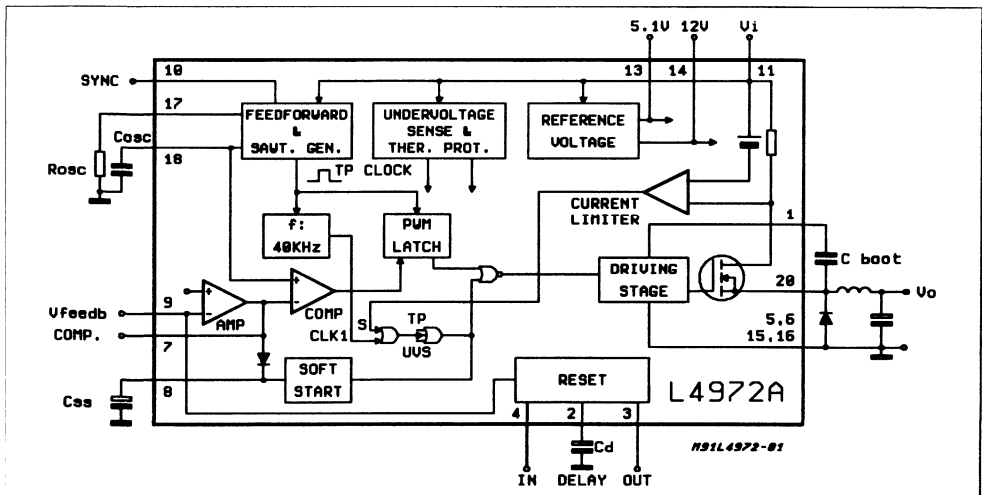 5.1V 12V Vi
SYNC 10 13 14 11
17
Cosc
Rosc 18
FEEDFORWARD
&
SAWT. GEN.
UNDERVOLTAGE
SENSE &
THER. PROT.
REFERENCE
VOLTAGE
TP CLOCK
f:
40KHz
PWM
LATCH
CURRENT
LIMITER
1
C boot
DRIVING
STAGE
20
Vo
5,6
15,16
+
-
AMP
+
-
COMP
9
Vfeedb
COMP.
7
S
CLK1
TP
UVS
SOFT
START
8
Css
RESET
L4972A
4 2 3
Cd
IN DELAY OUT
M91L4972-01